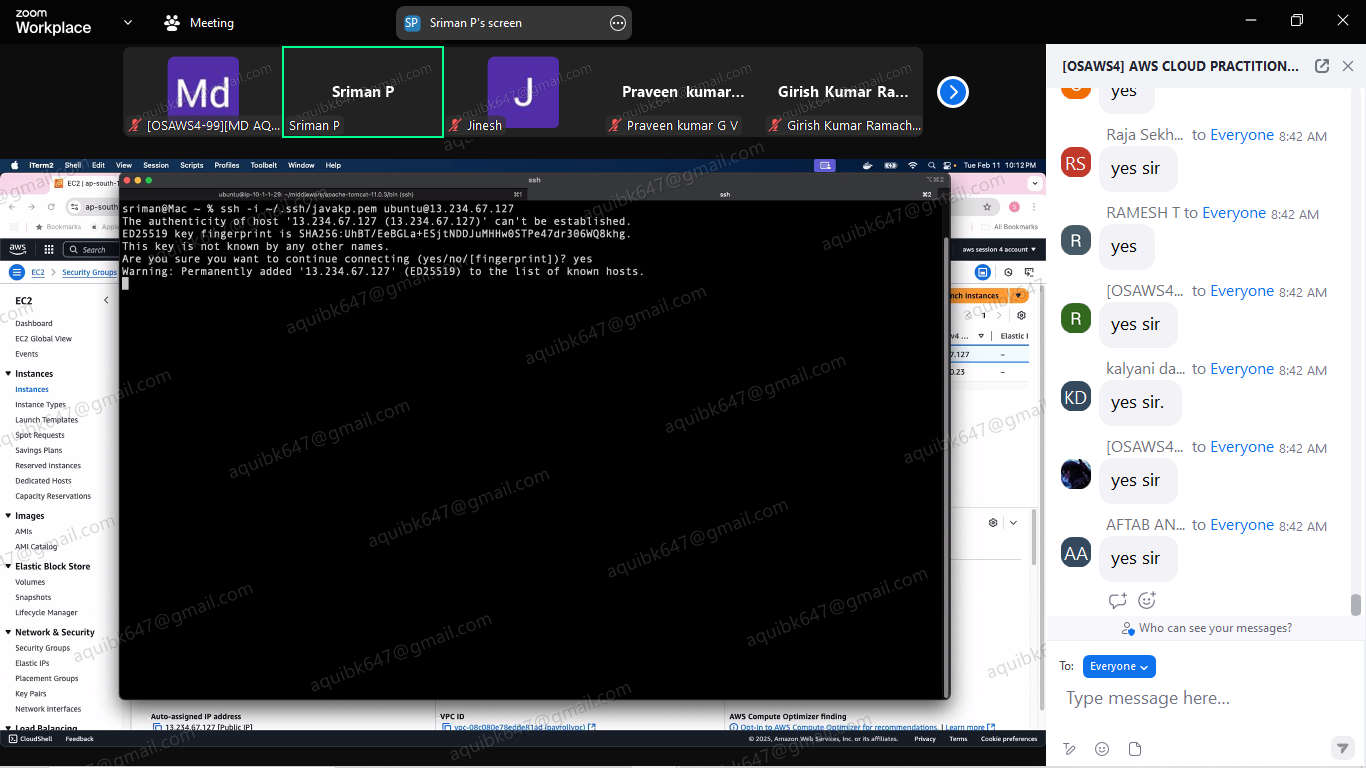 zoom
Workplace
Meeting
SP
Sriman P's screen
Md
[OSAWS4-99][MD AQ...
Sriman P
Sriman P
J
Jinesh
Praveen kumar...
Praveen kumar G V
Girish Kumar Ra...
Girish Kumar Ramach...
iTerm2 Shell Edit View Session Scripts Profiles Toolbelt Window Help
Tue Feb 11 10:12 PM
EC2 | ap-south-1
ap-south
Bookmarks
All Bookmarks
ssh
⌥⌘2
ubuntu@ip-10-1-1-29: ~/middleware/apache-tomcat-11.0.3/bin (ssh)
⌘1
ssh
⌘2
sriman@Mac ~ % ssh -i ~/.ssh/javakp.pem ubuntu@13.234.67.127
The authenticity of host '13.234.67.127 (13.234.67.127)' can't be established.
ED25519 key fingerprint is SHA256:UhBT/EeBGLa+ESjtNDDJuMHHw0STPe47dr306WQ8khg.
This key is not known by any other names.
Are you sure you want to continue connecting (yes/no/[fingerprint])? yes
Warning: Permanently added '13.234.67.127' (ED25519) to the list of known hosts.
aws
Search
aws session 4 account
EC2
Security Groups
nch instances
1
v4 ...
Elastic I
7.127
–
0.23
–
EC2
Dashboard
EC2 Global View
Events
Instances
Instances
Instance Types
Launch Templates
Spot Requests
Savings Plans
Reserved Instances
Dedicated Hosts
Capacity Reservations
Images
AMIs
AMI Catalog
Elastic Block Store
Volumes
Snapshots
Lifecycle Manager
Network & Security
Security Groups
Elastic IPs
Placement Groups
Key Pairs
Network Interfaces
Load Balancing
Auto-assigned IP address
13.234.67.127 [Public IP]
VPC ID
vpc-08c080e78edde81ad (payrollvpc)
AWS Compute Optimizer finding
Opt-in to AWS Compute Optimizer for recommendations. | Learn more
CloudShell
Feedback
© 2025, Amazon Web Services, Inc. or its affiliates.
Privacy
Terms
Cookie preferences
aquibk647@gmail.com
[OSAWS4] AWS CLOUD PRACTITION...
yes
Raja Sekh... to Everyone 8:42 AM
RS
yes sir
RAMESH T to Everyone 8:42 AM
R
yes
[OSAWS4... to Everyone 8:42 AM
R
yes sir
kalyani da... to Everyone 8:42 AM
KD
yes sir.
[OSAWS4... to Everyone 8:42 AM
yes sir
AFTAB AN... to Everyone 8:42 AM
AA
yes sir
Who can see your messages?
To:
Everyone
Type message here...